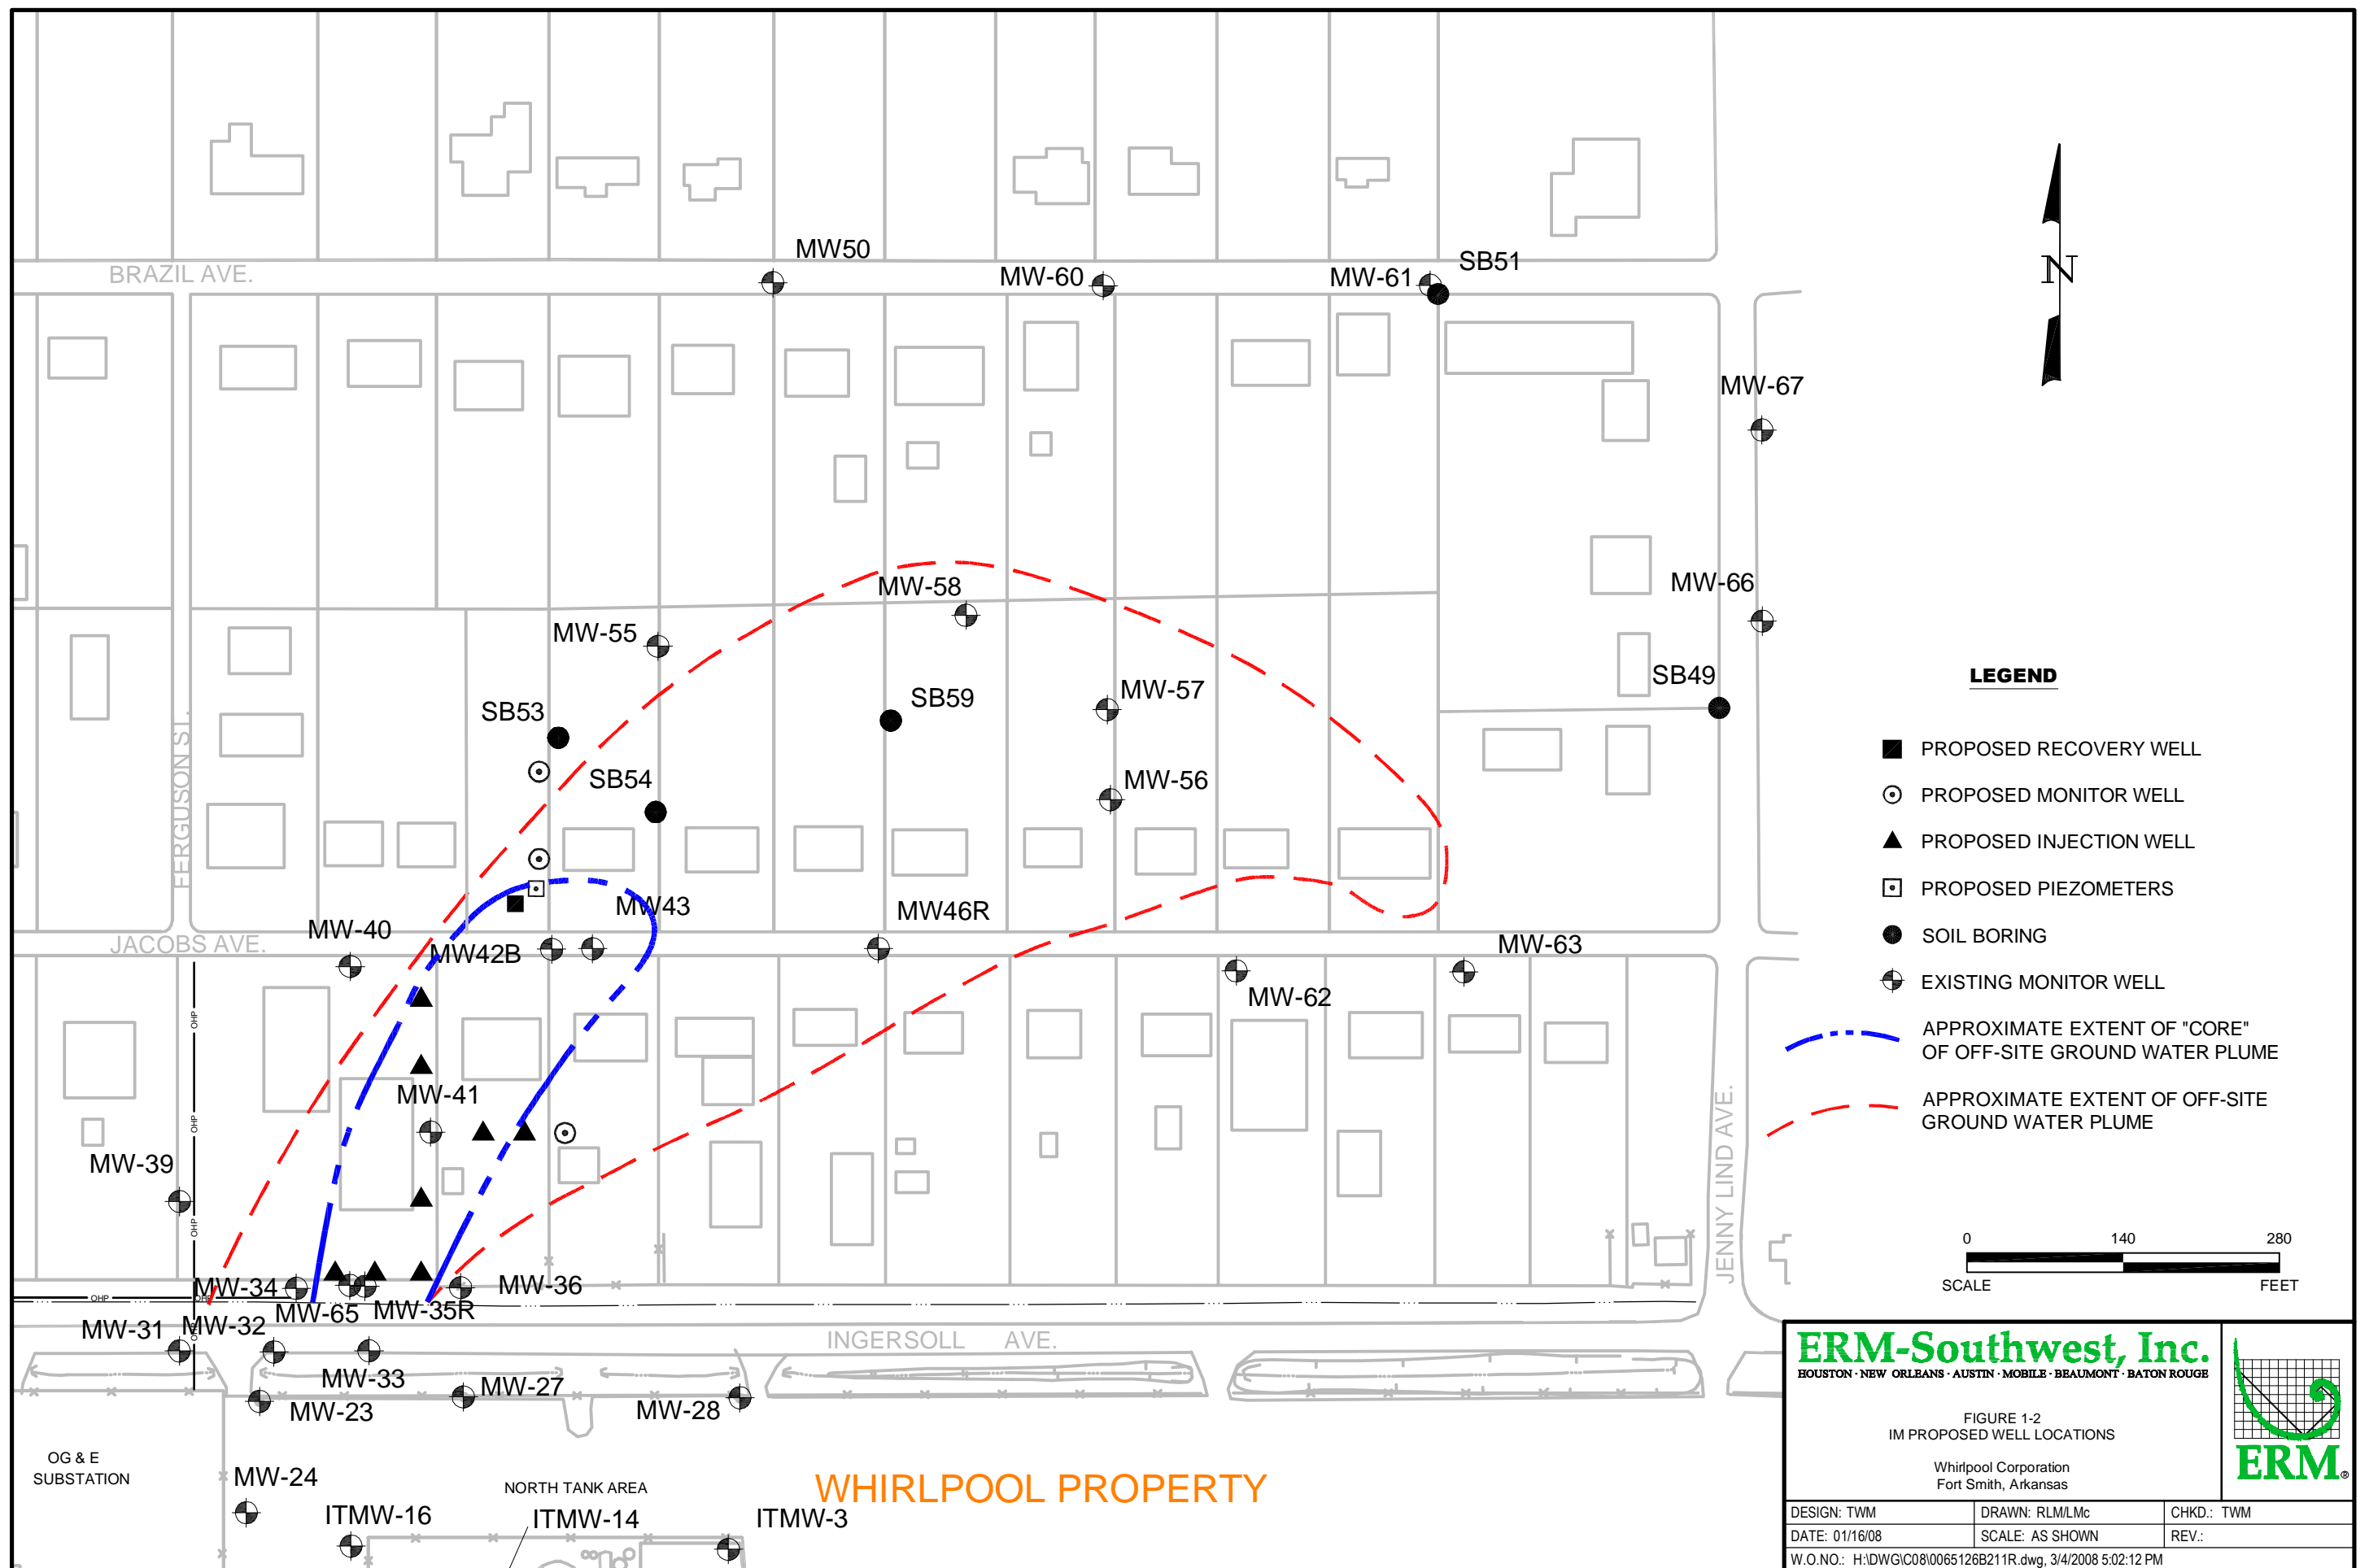 MW50
MW-60
MW-61
SB51
BRAZIL AVE.
N
MW-67
MW-58
MW-66
MW-55
SB49
MW-57
SB59
SB53
FERGUSON ST.
SB54
MW-56
MW43
MW46R
MW-40
JACOBS AVE.
MW42B
MW-63
MW-62
OHP
MW-41
OHP
MW-39
OHP
JENNY LIND AVE.
MW-34
OHP
OHP
MW-36
MW-65
MW-35R
MW-31
MW-32
OHP
INGERSOLL AVE.
MW-33
MW-27
MW-23
MW-28
OG & E
SUBSTATION
MW-24
NORTH TANK AREA
WHIRLPOOL PROPERTY
ITMW-16
ITMW-14
ITMW-3
LEGEND
PROPOSED RECOVERY WELL
PROPOSED MONITOR WELL
PROPOSED INJECTION WELL
PROPOSED PIEZOMETERS
SOIL BORING
EXISTING MONITOR WELL
APPROXIMATE EXTENT OF "CORE"
OF OFF-SITE GROUND WATER PLUME
APPROXIMATE EXTENT OF OFF-SITE
GROUND WATER PLUME
0 140 280
SCALE FEET
ERM-Southwest, Inc.
HOUSTON · NEW ORLEANS · AUSTIN · MOBILE · BEAUMONT · BATON ROUGE
FIGURE 1-2
IM PROPOSED WELL LOCATIONS
Whirlpool Corporation
Fort Smith, Arkansas
ERM®
DESIGN: TWM DRAWN: RLM/LMc CHKD.: TWM
DATE: 01/16/08 SCALE: AS SHOWN REV.:
W.O.NO.: H:\DWG\C08\0065126B211R.dwg, 3/4/2008 5:02:12 PM